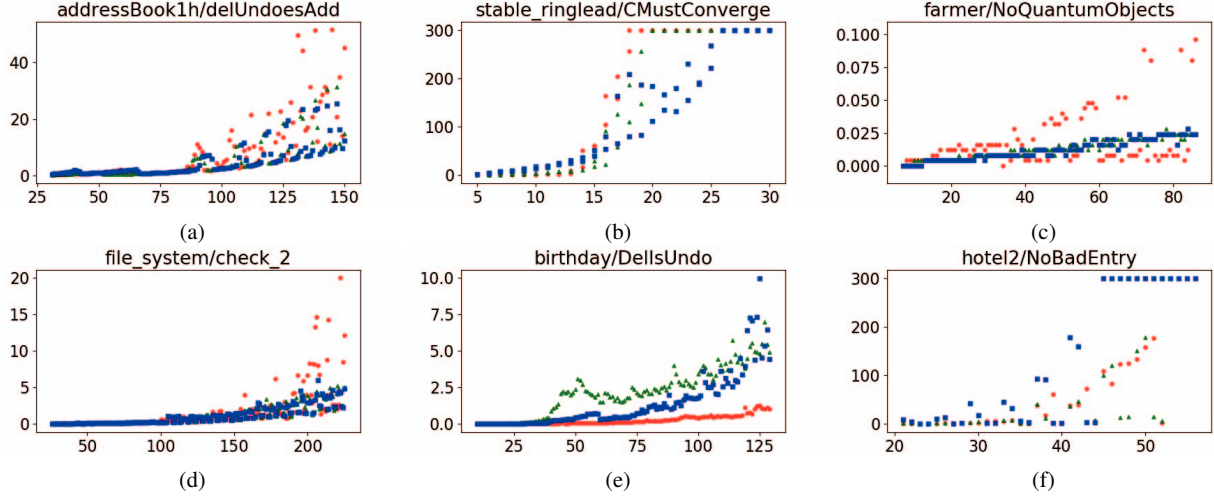 addressBook1h/delUndoesAdd
40
20
0
25 50 75 100 125 150
(a)
stable_ringlead/CMustConverge
300
200
100
0
5 10 15 20 25 30
(b)
farmer/NoQuantumObjects
0.100
0.075
0.050
0.025
0.000
20 40 60 80
(c)
file_system/check_2
20
15
10
5
0
50 100 150 200
(d)
birthday/DelIsUndo
10.0
7.5
5.0
2.5
0.0
25 50 75 100 125
(e)
hotel2/NoBadEntry
300
200
100
0
20 30 40 50
(f)